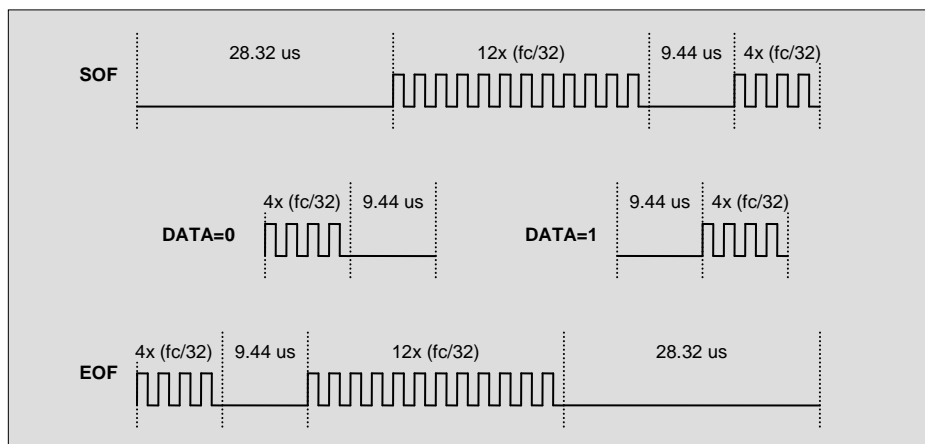 28.32 us 12x (fc/32) 9.44 us 4x (fc/32)
SOF
4x (fc/32) 9.44 us 9.44 us 4x (fc/32)
DATA=0 DATA=1
4x (fc/32) 9.44 us 12x (fc/32) 28.32 us
EOF